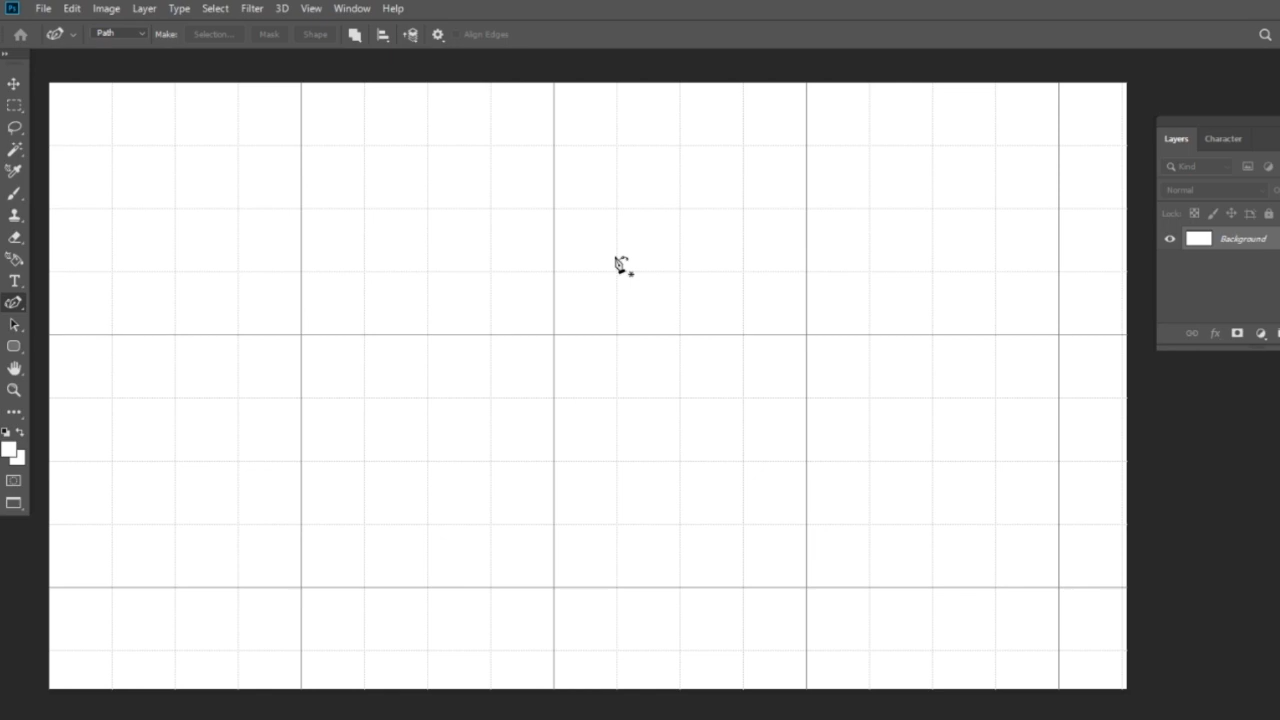 Ps File Edit Image Layer Type Select Filter 3D View Window Help
Path Make: Selection... Mask Shape Align Edges
Layers Character
Kind
Normal
Lock:
Background
fx